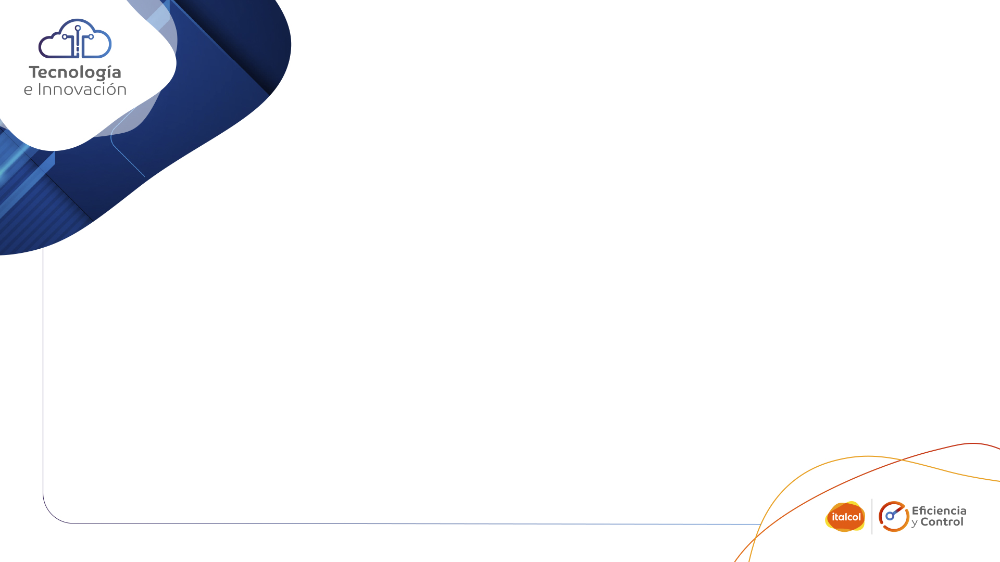 Tecnología
e Innovación
italcol
Eficiencia
y Control